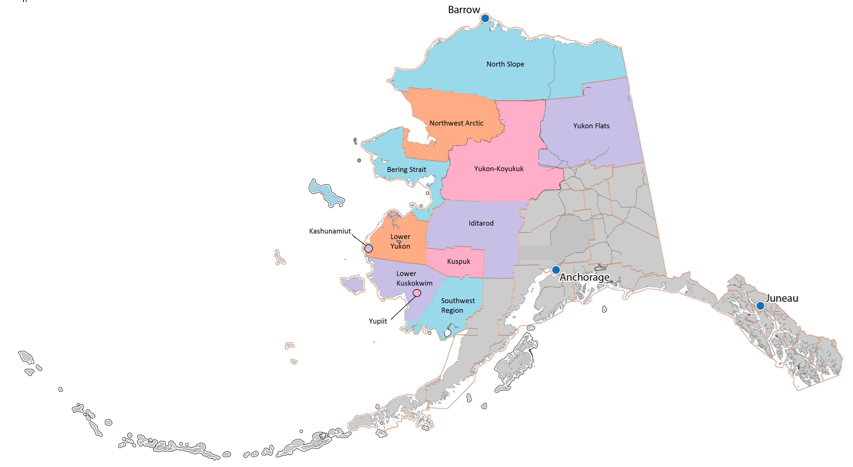 Barrow
North Slope
Northwest Arctic
Yukon Flats
Bering Strait
Yukon-Koyukuk
Iditarod
Kashunamiut
Lower
Yukon
Kuspuk
Lower
Kuskokwim
Anchorage
Southwest
Region
Juneau
Yupiit